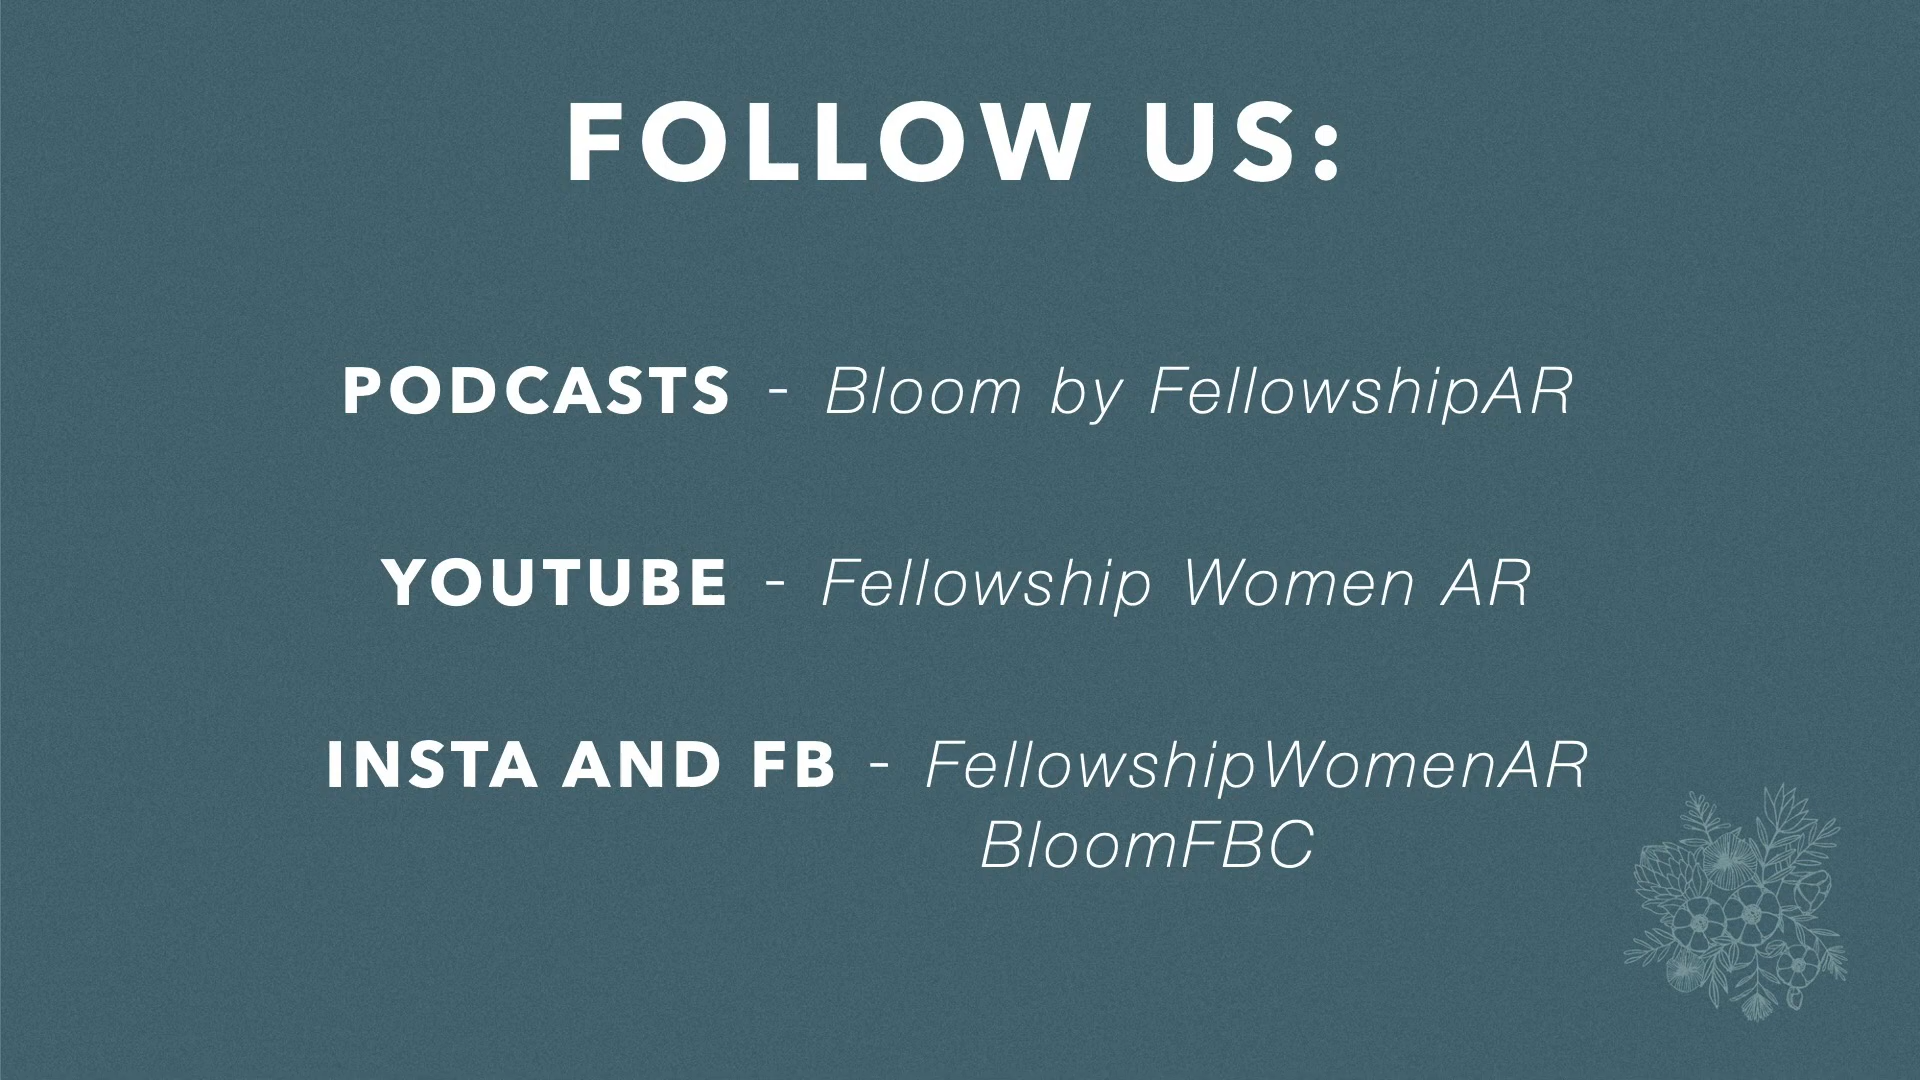 FOLLOW US:
PODCASTS - Bloom by FellowshipAR
YOUTUBE - Fellowship Women AR
INSTA AND FB - FellowshipWomenAR
BloomFBC